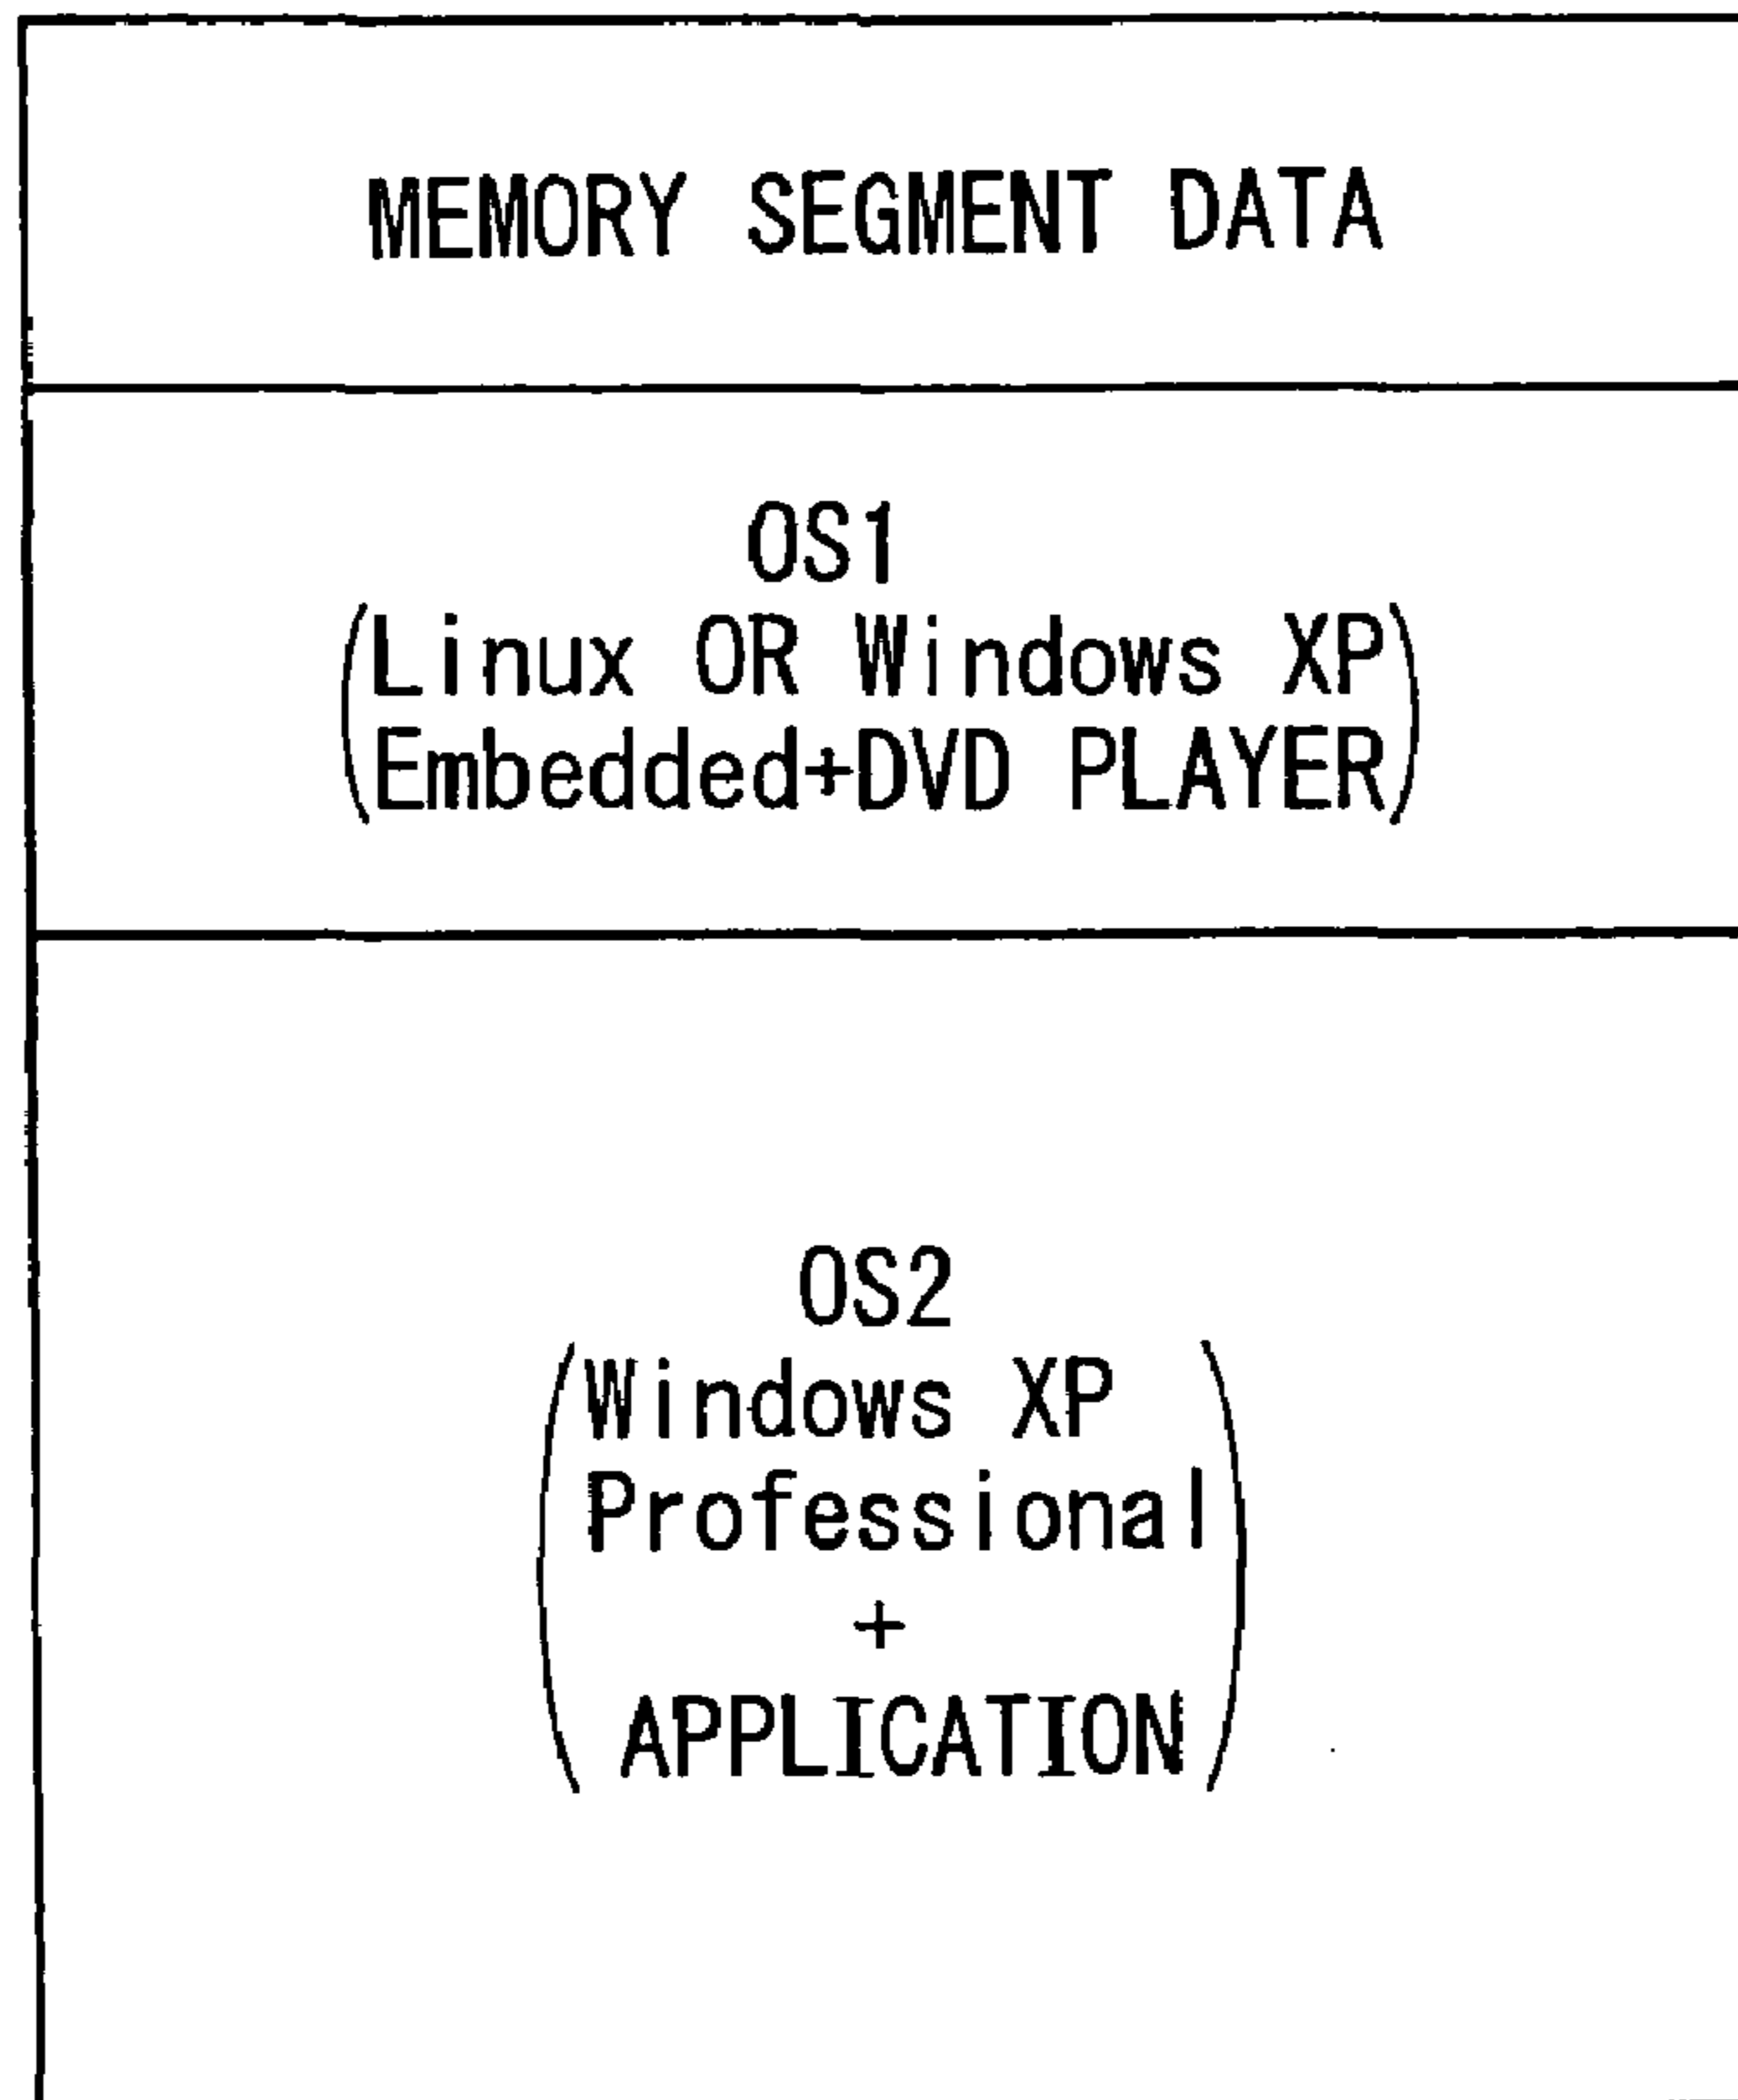 MEMORY SEGMENT DATA
OS1
(Linux OR Windows XP
Embedded+DVD PLAYER)
OS2
(Windows XP
Professional
+
APPLICATION)